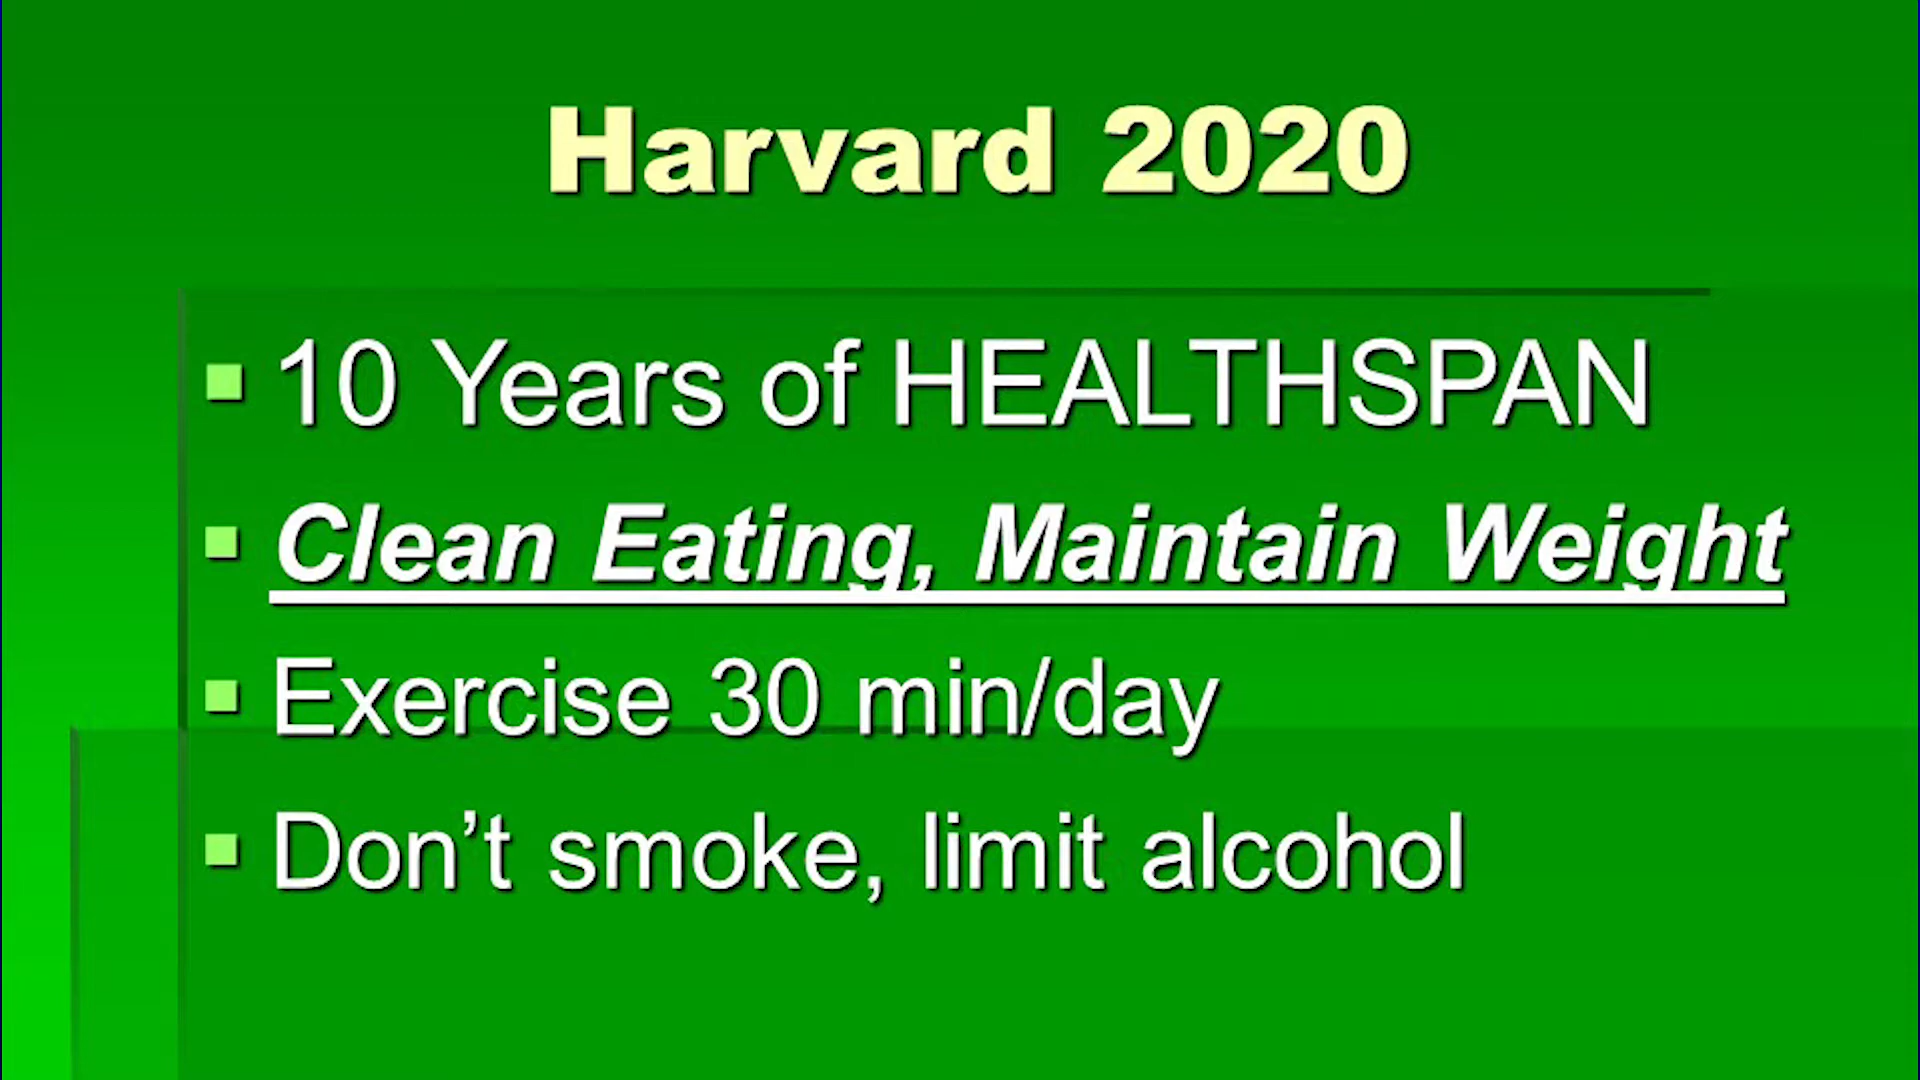 Harvard 2020
10 Years of HEALTHSPAN
Clean Eating, Maintain Weight
Exercise 30 min/day
Don’t smoke, limit alcohol